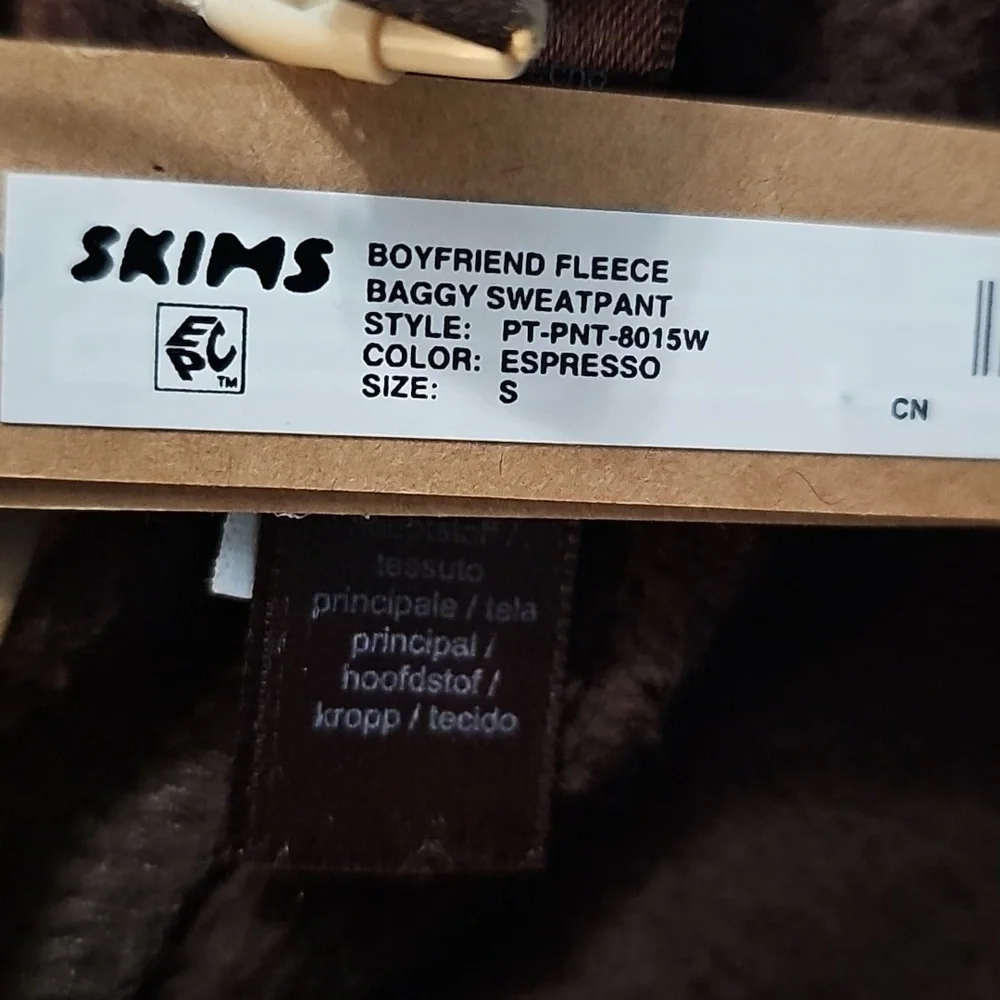 SKIMS
BOYFRIEND FLEECE
BAGGY SWEATPANT
STYLE: PT-PNT-8015W
COLOR: ESPRESSO
SIZE: S
EPC™
CN
tessuto
principale / tela
principal /
hoofdstof /
kropp / tecido